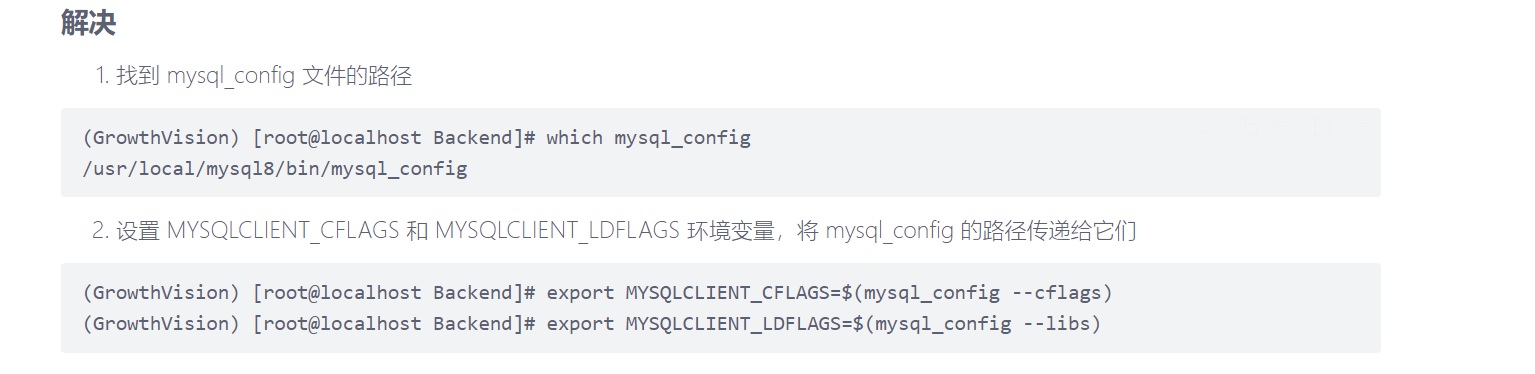 解决
1. 找到 mysql_config 文件的路径
(GrowthVision) [root@localhost Backend]# which mysql_config
/usr/local/mysql8/bin/mysql_config
2. 设置 MYSQLCLIENT_CFLAGS 和 MYSQLCLIENT_LDFLAGS 环境变量，将 mysql_config 的路径传递给它们
(GrowthVision) [root@localhost Backend]# export MYSQLCLIENT_CFLAGS=$(mysql_config --cflags)
(GrowthVision) [root@localhost Backend]# export MYSQLCLIENT_LDFLAGS=$(mysql_config --libs)